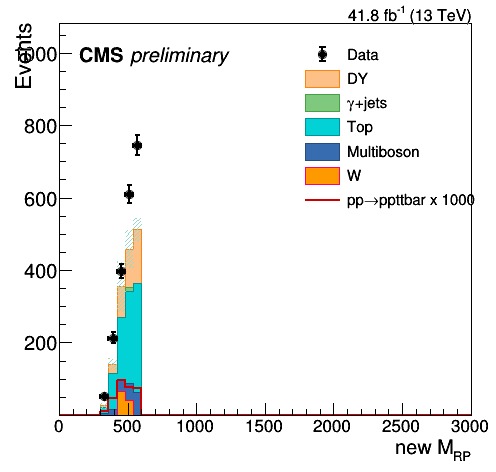 41.8 fb⁻¹ (13 TeV)
Events
CMS preliminary
Data
DY
γ+jets
Top
Multiboson
W
pp→ppttbar x 1000
1000
800
600
400
200
0 500 1000 1500 2000 2500 3000
new M_RP